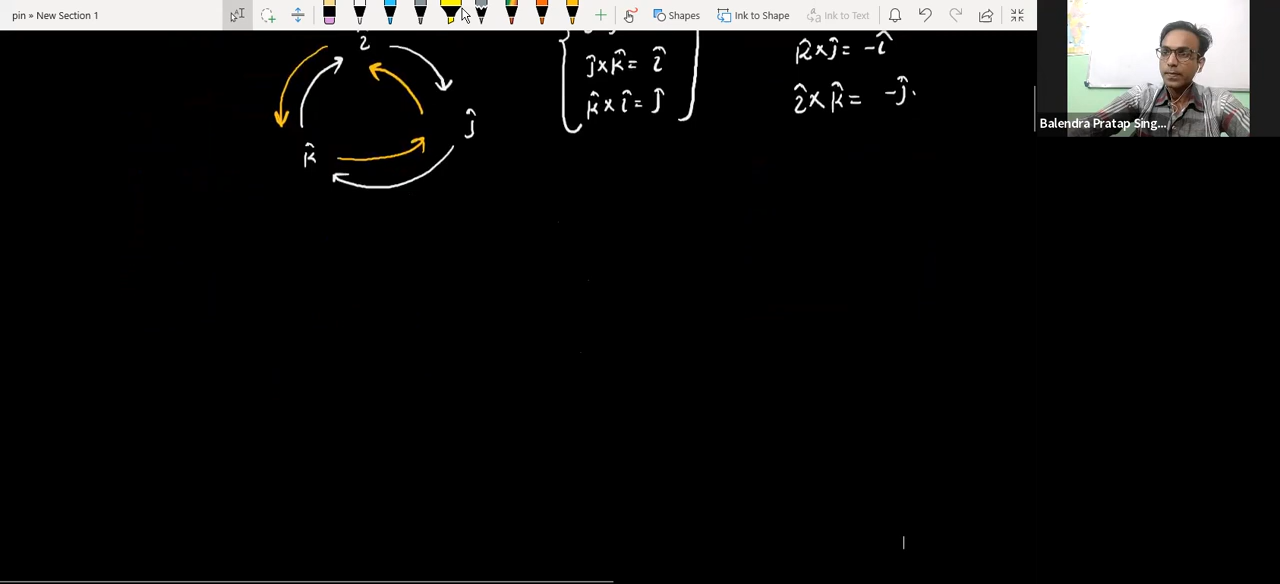 pin » New Section 1
Shapes
Ink to Shape
Ink to Text
î
ĵ
k̂
ĵ×k̂= î
k̂×î= ĵ
k̂×ĵ= -î
î×k̂= -ĵ.
Balendra Pratap Sing...